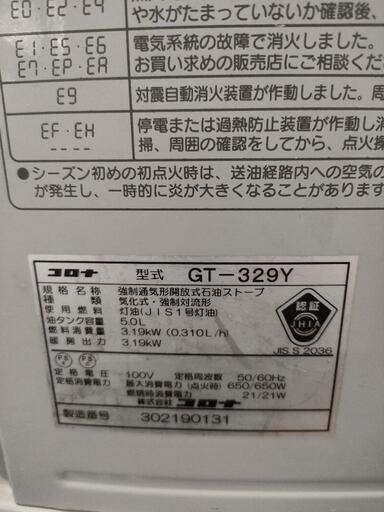 E0・E2・E4
や水がたまっていないか確認後、
E1・E5・E6
E7・EP・EA
電気系統の故障で消火しました。
お買い求めの販売店にご相談くださ
E9
対震自動消火装置が作動しました。周
EF・EH
停電または過熱防止装置が作動し消
掃、周囲の確認をしてから、点火操
●シーズン初めの初点火時は、送油経路内への空気の
が発生し、一時的に炎が大きくなることがあります
コロナ 型式 GT-329Y
規格名称 強制通気形開放式石油ストーブ
種類 気化式・強制対流形
使用燃料 灯油(JIS1号灯油)
油タンク容量 5.0L
燃料消費量 3.19kW (0.310L/h)
暖房出力 3.19kW
認証
JHIA
JIS S 2036
PS
PS
定格電圧 100V 定格周波数 50/60Hz
定格消費電力 最大消費電力 (点火時) 650/650W
燃焼時消費電力 21/21W
株式会社 コロナ
製造番号 302190131